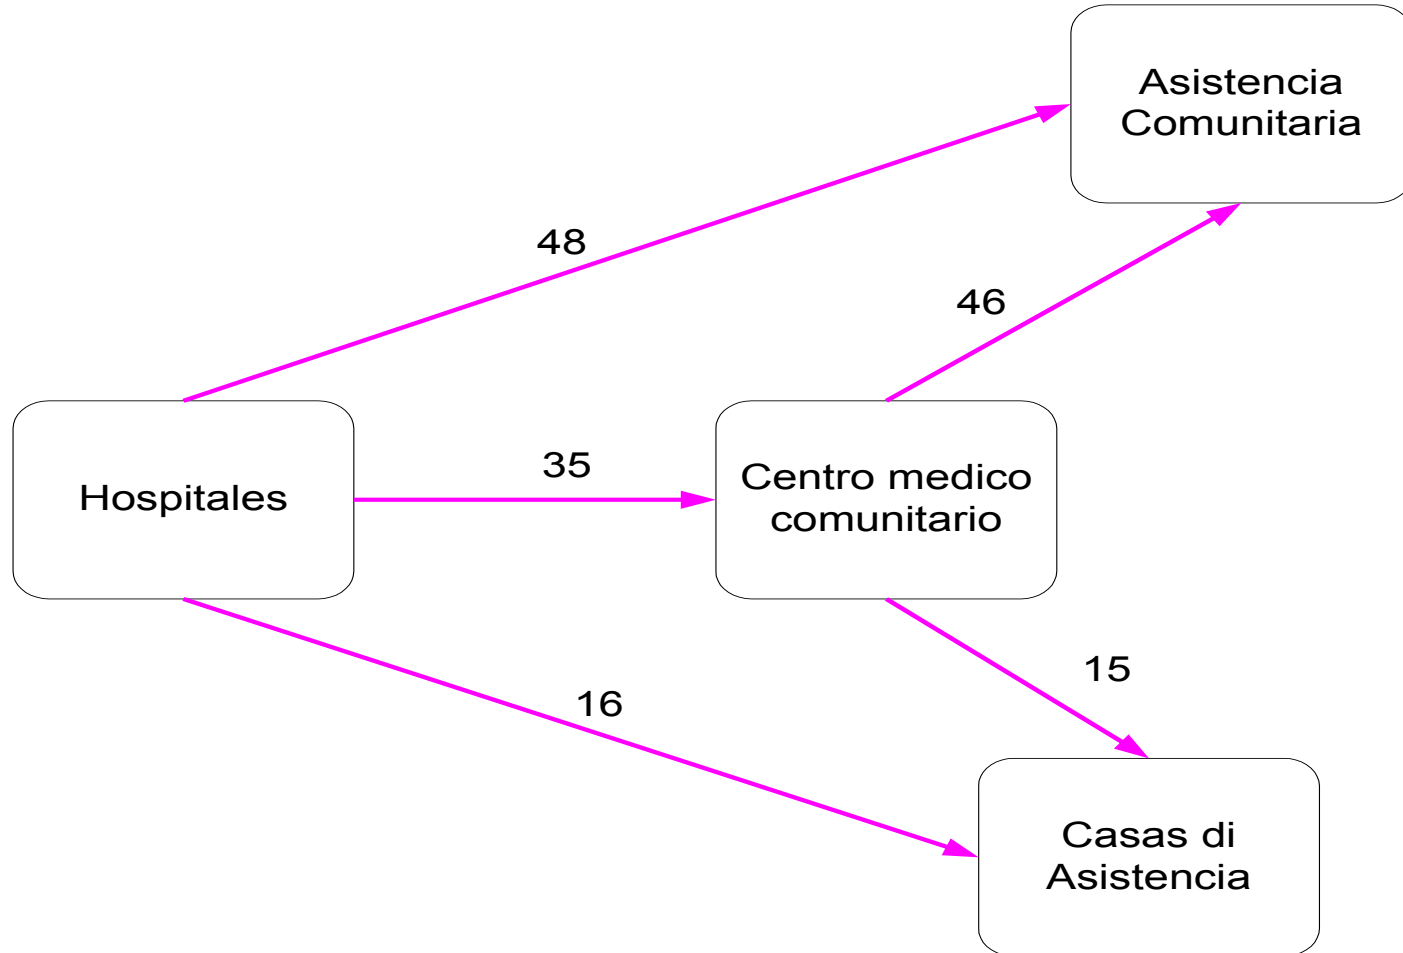 Asistencia
Comunitaria
48
46
35
Hospitales
Centro medico
comunitario
15
16
Casas di
Asistencia